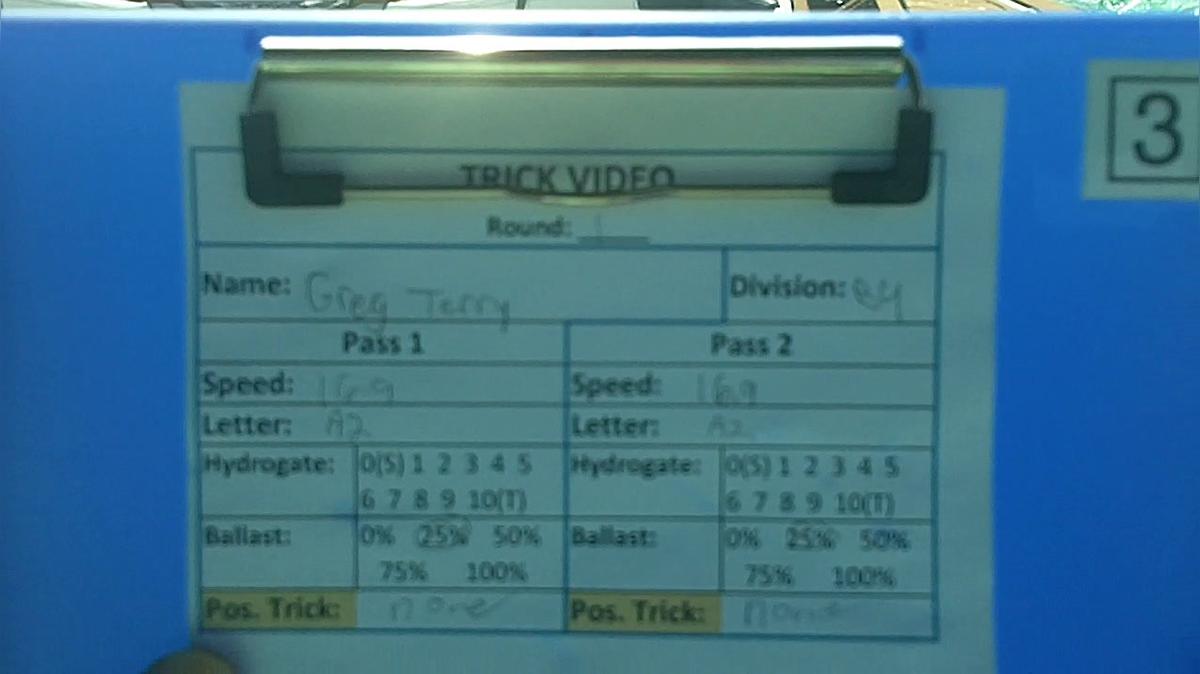 3
TRICK VIDEO
Round: 1
Name: Greg Terry
Division:
Pass 1 Pass 2
Speed: 16.9 Speed: 16.9
Letter: A2 Letter: A2
Hydrogate: 0(S) 1 2 3 4 5 Hydrogate: 0(S) 1 2 3 4 5
6 7 8 9 10(T) 6 7 8 9 10(T)
Ballast: 0% 25% 50% Ballast: 0% 25% 50%
75% 100% 75% 100%
Pos. Trick: none Pos. Trick: none